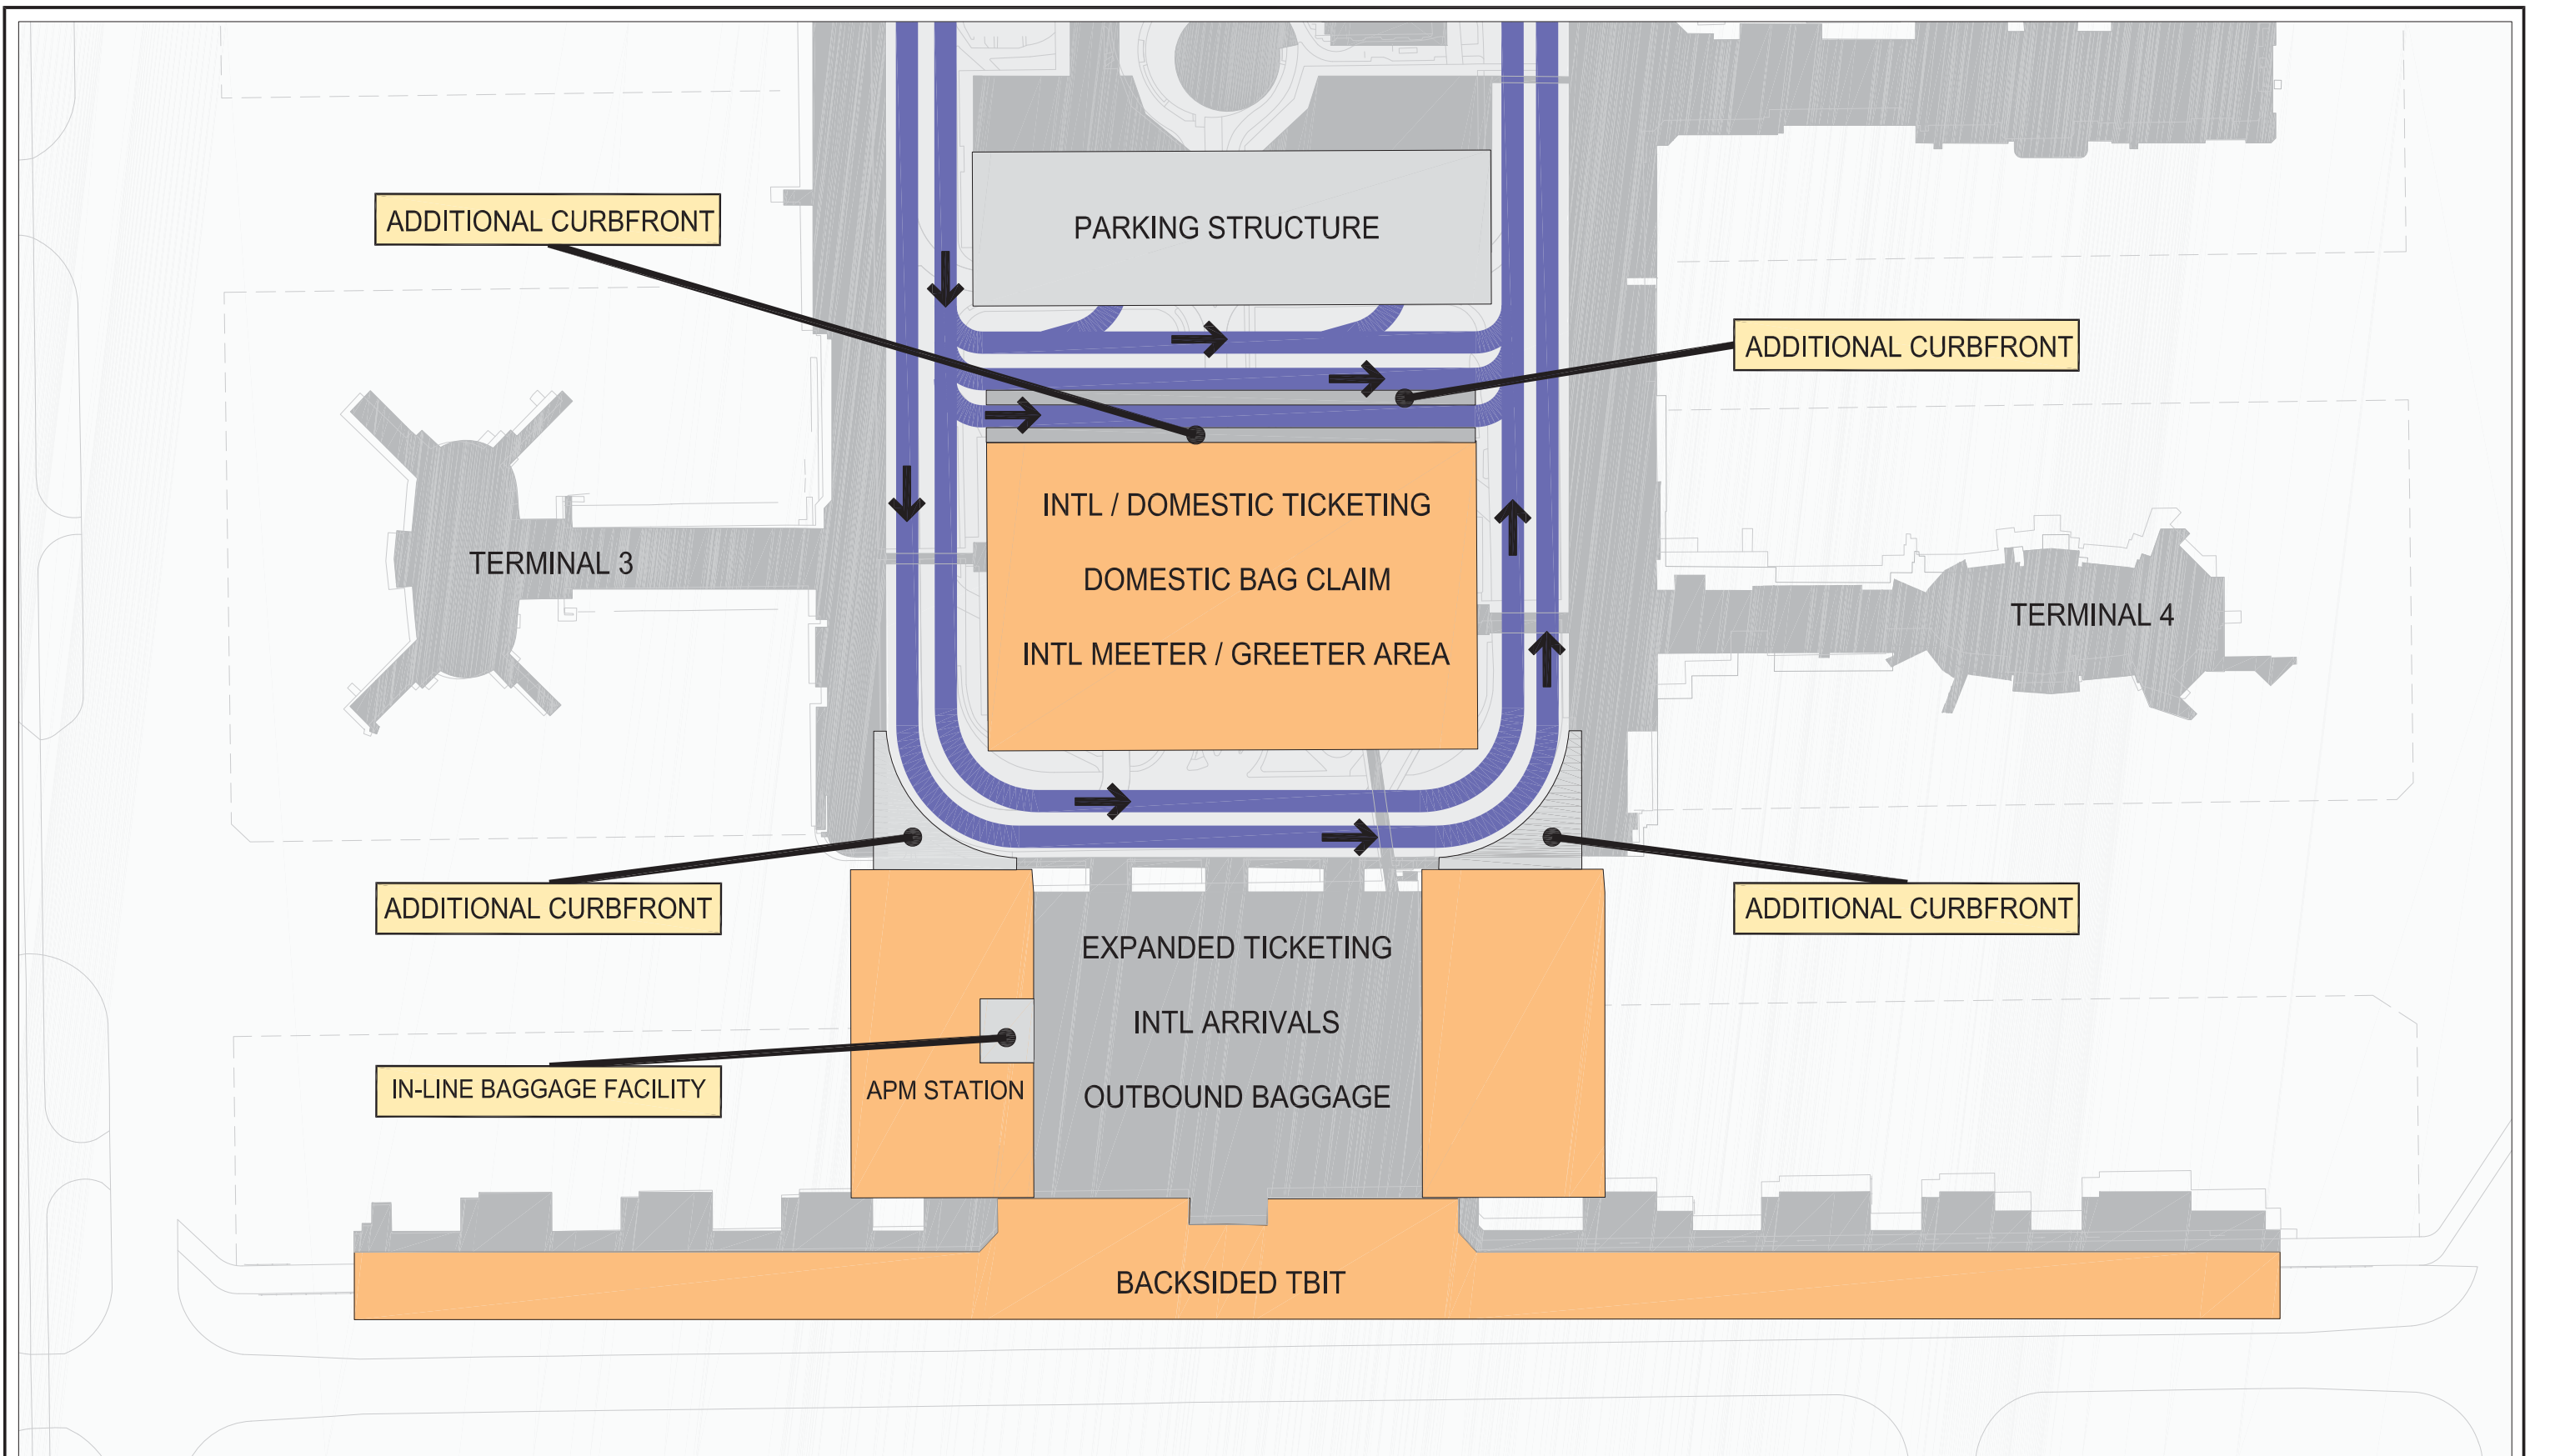 ADDITIONAL CURBFRONT
PARKING STRUCTURE
ADDITIONAL CURBFRONT
INTL / DOMESTIC TICKETING
DOMESTIC BAG CLAIM
INTL MEETER / GREETER AREA
TERMINAL 3
TERMINAL 4
ADDITIONAL CURBFRONT
ADDITIONAL CURBFRONT
EXPANDED TICKETING
INTL ARRIVALS
OUTBOUND BAGGAGE
IN-LINE BAGGAGE FACILITY
APM STATION
BACKSIDED TBIT